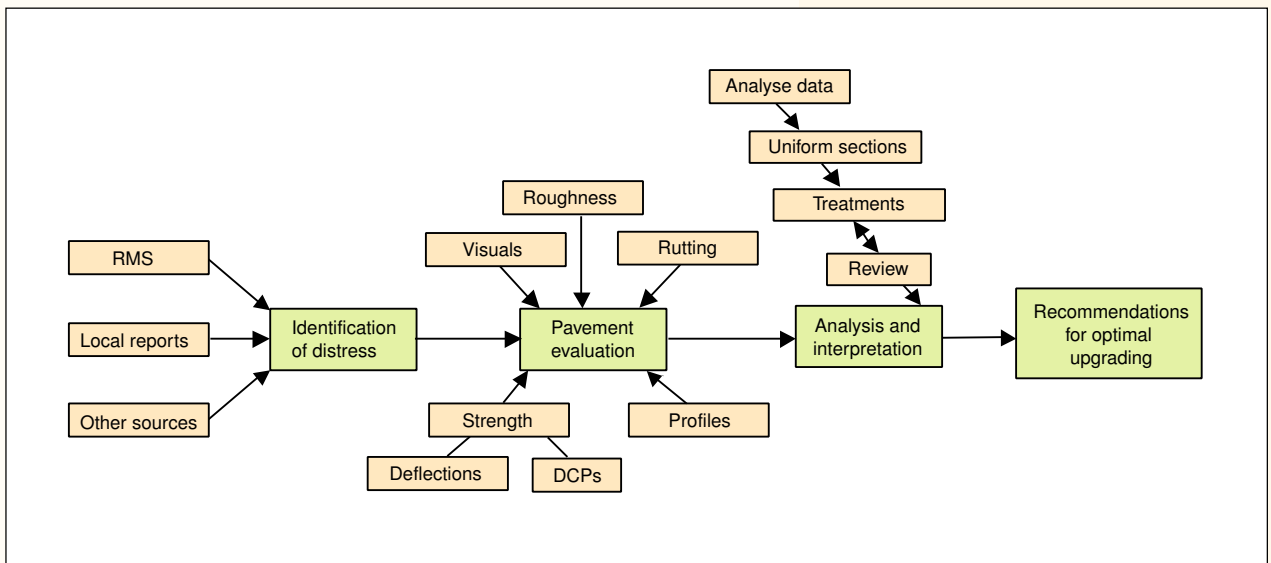 Analyse data
Uniform sections
Treatments
Review
Roughness
Visuals
Rutting
RMS
Local reports
Other sources
Identification
of distress
Pavement
evaluation
Analysis and
interpretation
Recommendations
for optimal
upgrading
Strength
Profiles
Deflections
DCPs